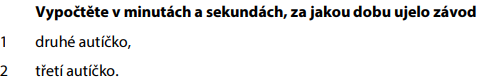 Vypočtěte v minutách a sekundách, za jakou dobu ujelo závod
1 druhé autíčko,
2 třetí autíčko.